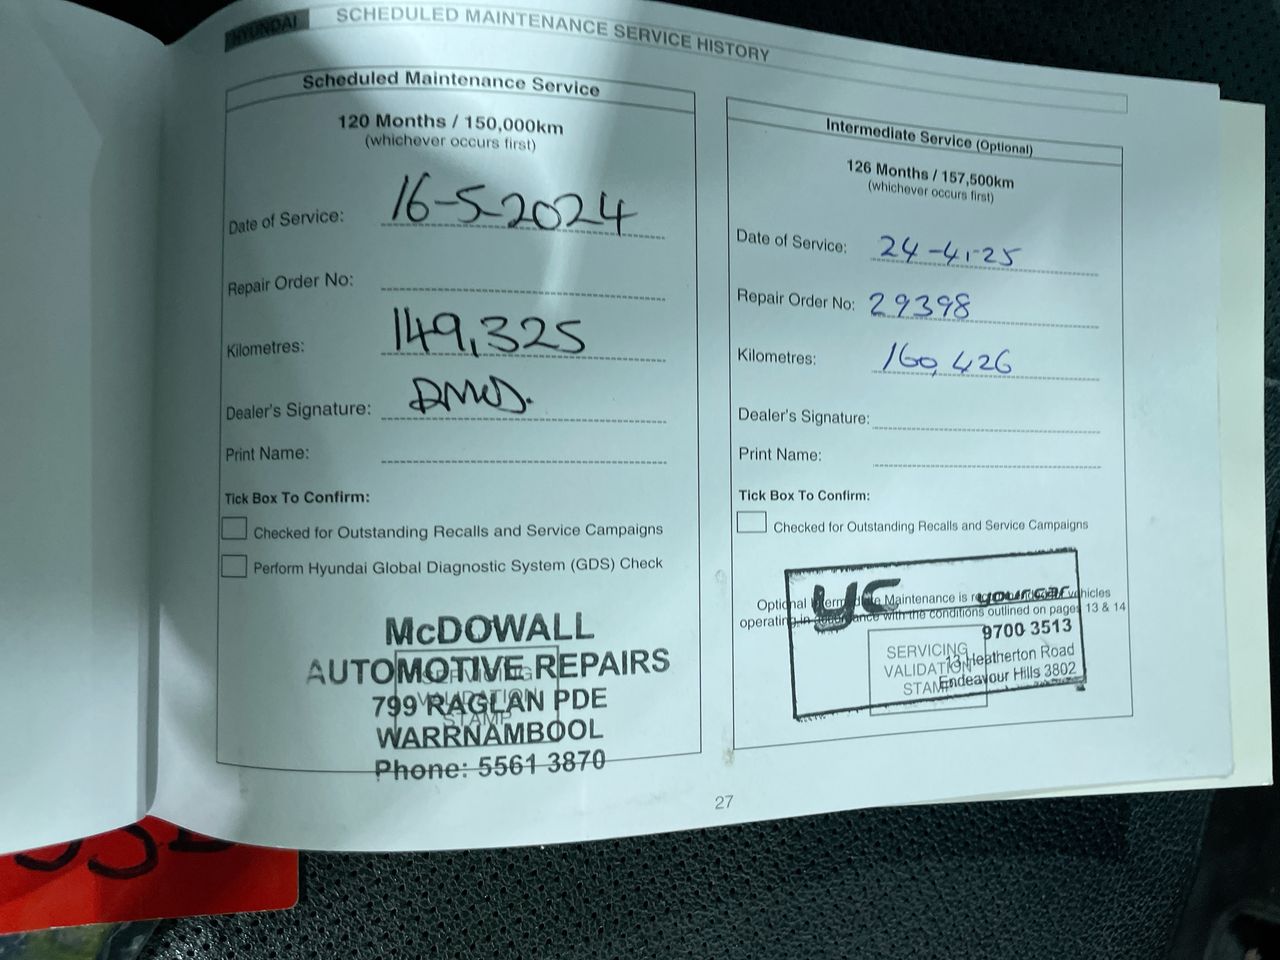 HYUNDAI
SCHEDULED MAINTENANCE SERVICE HISTORY
Scheduled Maintenance Service
120 Months / 150,000km
(whichever occurs first)
Date of Service: 16-5-2024
Repair Order No:
Kilometres: 149,325
Dealer's Signature:
Print Name:
Tick Box To Confirm:
Checked for Outstanding Recalls and Service Campaigns
Perform Hyundai Global Diagnostic System (GDS) Check
SERVICING
VALIDATION
STAMP
McDOWALL
AUTOMOTIVE REPAIRS
799 RAGLAN PDE
WARRNAMBOOL
Phone: 5561 3870
Intermediate Service (Optional)
126 Months / 157,500km
(whichever occurs first)
Date of Service: 24-4-25
Repair Order No: 29398
Kilometres: 160,426
Dealer's Signature:
Print Name:
Tick Box To Confirm:
Checked for Outstanding Recalls and Service Campaigns
Optional Intermediate Maintenance is vehicles
operating in accordance with the conditions outlined on pages 13 & 14
SERVICING
VALIDATION
STAMP
UC your car
9700 3513
13 Heatherton Road
Endeavour Hills 3802
27